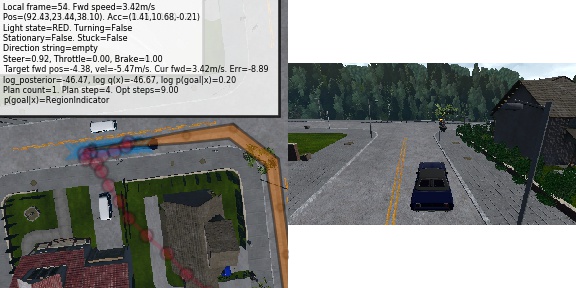 Local frame=54. Fwd speed=3.42m/s
Pos=(92.43,23.44,38.10). Acc=(1.41,10.68,-0.21)
Light state=RED. Turning=False
Stationary=False. Stuck=False
Direction string=empty
Steer=0.92, Throttle=0.00, Brake=1.00
Target fwd pos=-4.38, vel=-5.47m/s. Cur fwd=3.42m/s. Err=-8.89
log_posterior=-46.47, log q(x)=-46.67, log p(goal|x)=0.20
Plan count=1. Plan step=4. Opt steps=9.00
p(goal|x)=RegionIndicator